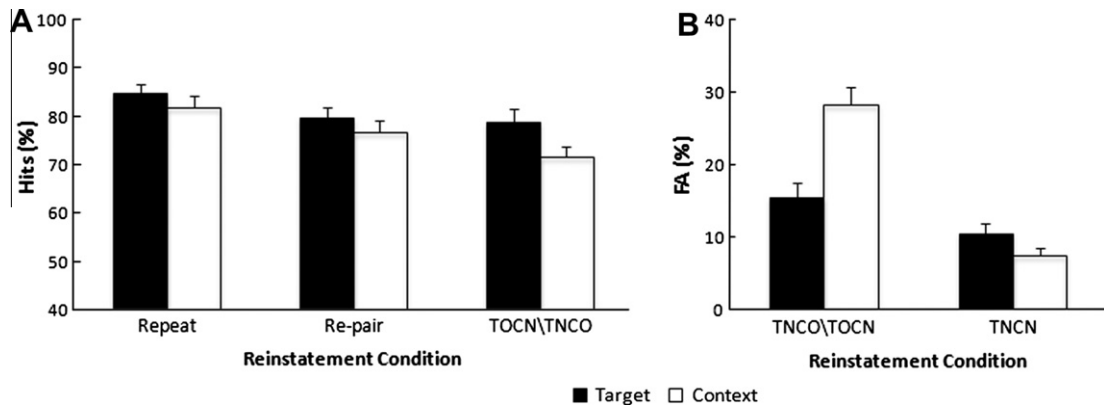 A
100
90
80
70
60
50
40
Hits (%)
Repeat Re-pair TOCN\TNCO
Reinstatement Condition
B
40
30
20
10
0
FA (%)
TNCO\TOCN TNCN
Reinstatement Condition
Target Context